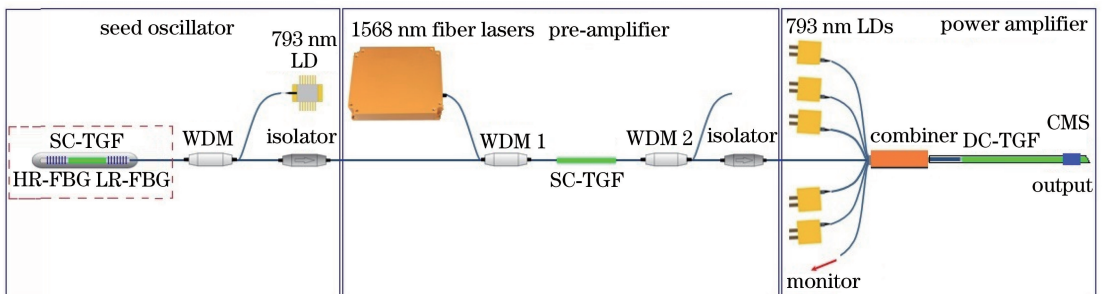 seed oscillator
793 nm
LD
SC-TGF
WDM
isolator
HR-FBG LR-FBG
1568 nm fiber lasers pre-amplifier
WDM 1
WDM 2
isolator
SC-TGF
793 nm LDs
power amplifier
combiner
DC-TGF
CMS
output
monitor